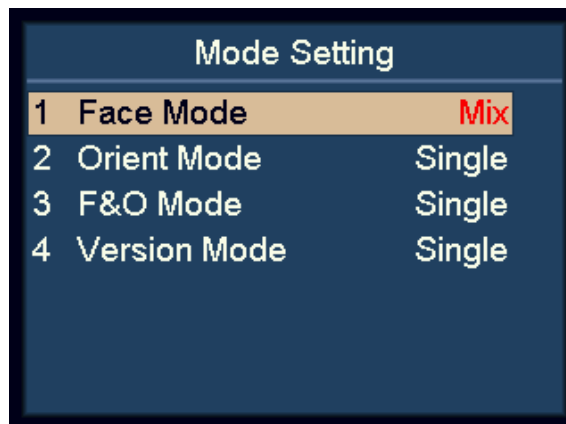 Mode Setting
1 Face Mode Mix
2 Orient Mode Single
3 F&O Mode Single
4 Version Mode Single